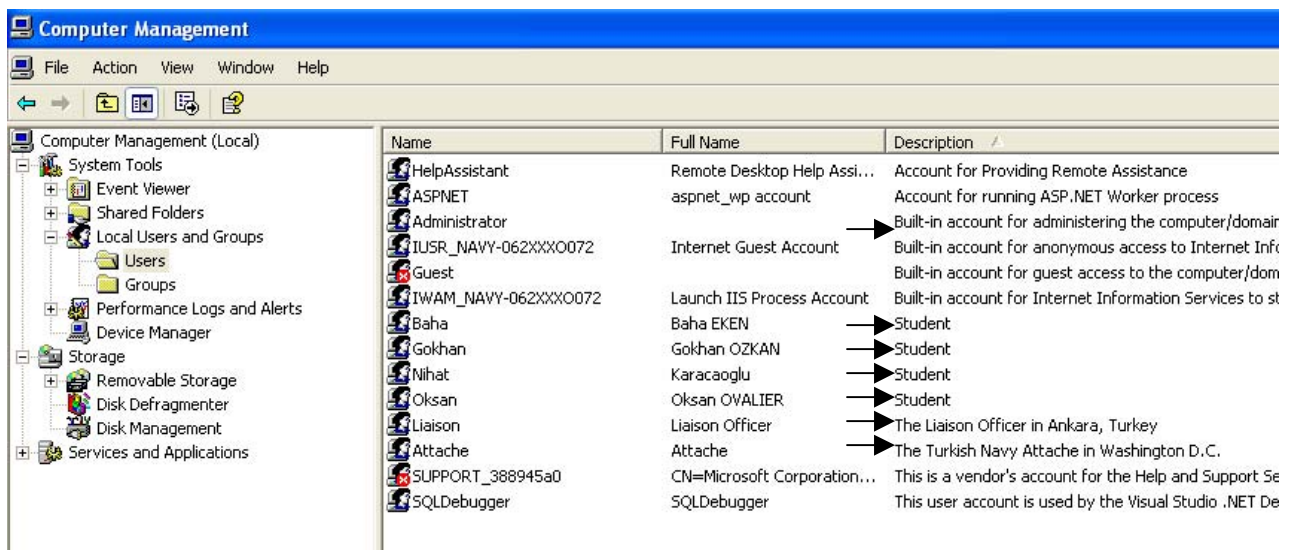 Computer Management
File Action View Window Help
Computer Management (Local)
System Tools
Event Viewer
Shared Folders
Local Users and Groups
Users
Groups
Performance Logs and Alerts
Device Manager
Storage
Removable Storage
Disk Defragmenter
Disk Management
Services and Applications
Name Full Name Description
HelpAssistant Remote Desktop Help Assi... Account for Providing Remote Assistance
ASPNET aspnet_wp account Account for running ASP.NET Worker process
Administrator Built-in account for administering the computer/domain
IUSR_NAVY-062XXXO072 Internet Guest Account Built-in account for anonymous access to Internet Info
Guest Built-in account for guest access to the computer/dom
IWAM_NAVY-062XXXO072 Launch IIS Process Account Built-in account for Internet Information Services to st
Baha Baha EKEN Student
Gokhan Gokhan OZKAN Student
Nihat Karacaoglu Student
Oksan Oksan OVALIER Student
Liaison Liaison Officer The Liaison Officer in Ankara, Turkey
Attache Attache The Turkish Navy Attache in Washington D.C.
SUPPORT_388945a0 CN=Microsoft Corporation... This is a vendor's account for the Help and Support Se
SQLDebugger SQLDebugger This user account is used by the Visual Studio .NET De